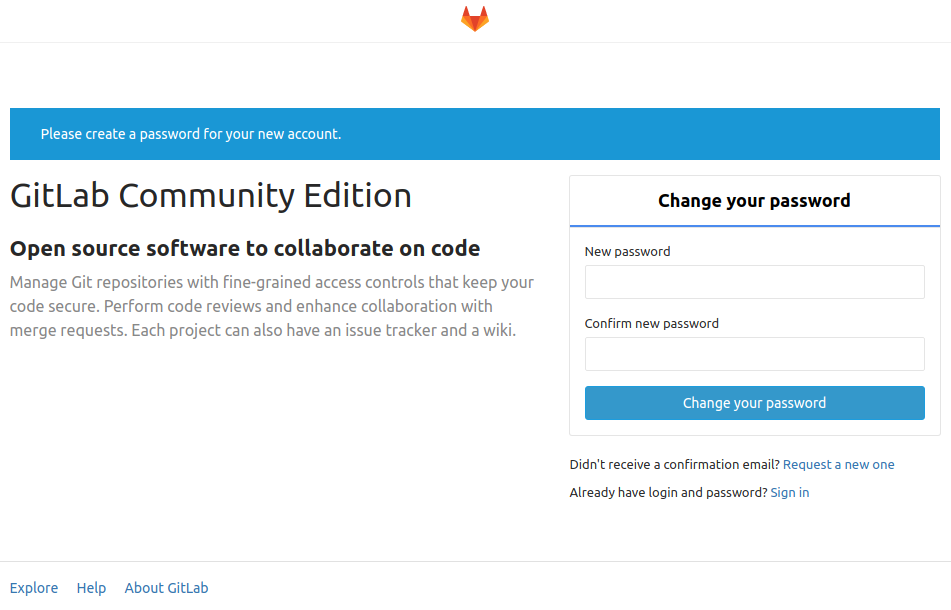 Please create a password for your new account.
GitLab Community Edition
Open source software to collaborate on code
Manage Git repositories with fine-grained access controls that keep your
code secure. Perform code reviews and enhance collaboration with
merge requests. Each project can also have an issue tracker and a wiki.
Change your password
New password
Confirm new password
Change your password
Didn't receive a confirmation email? Request a new one
Already have login and password? Sign in
Explore Help About GitLab